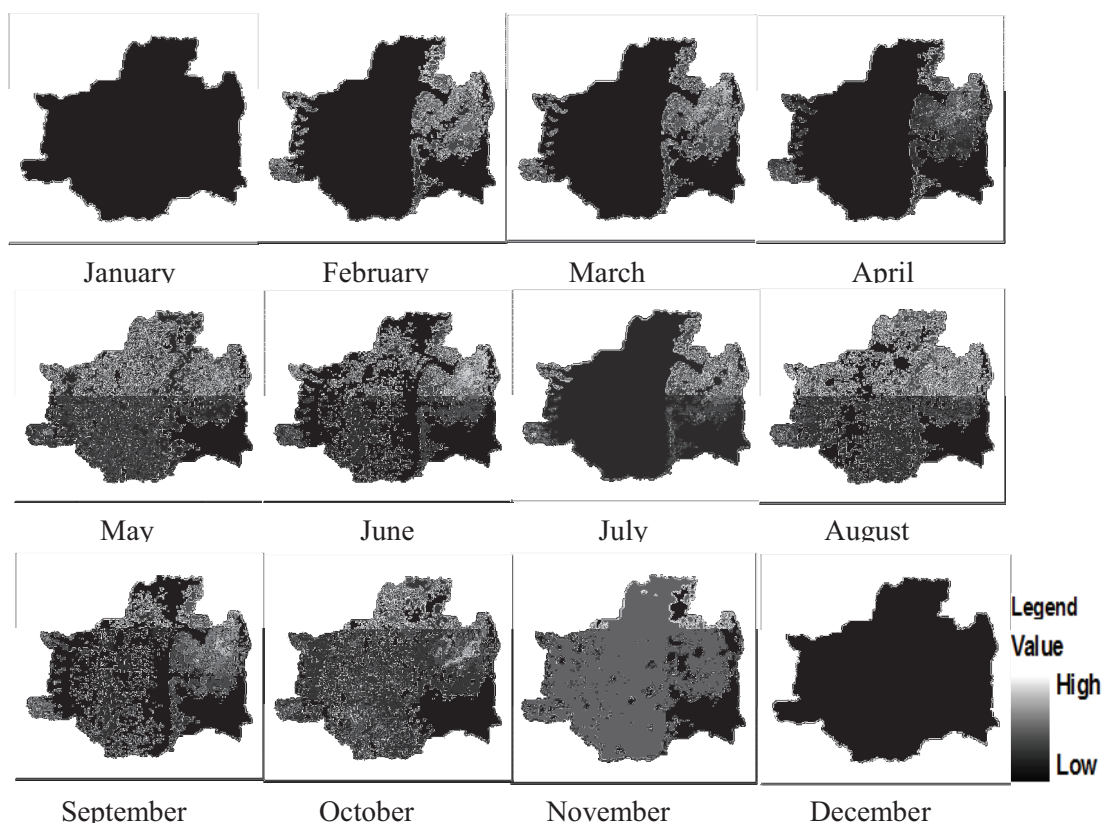 January
February
March
April
May
June
July
August
September
October
November
December
Legend
Value
High
Low